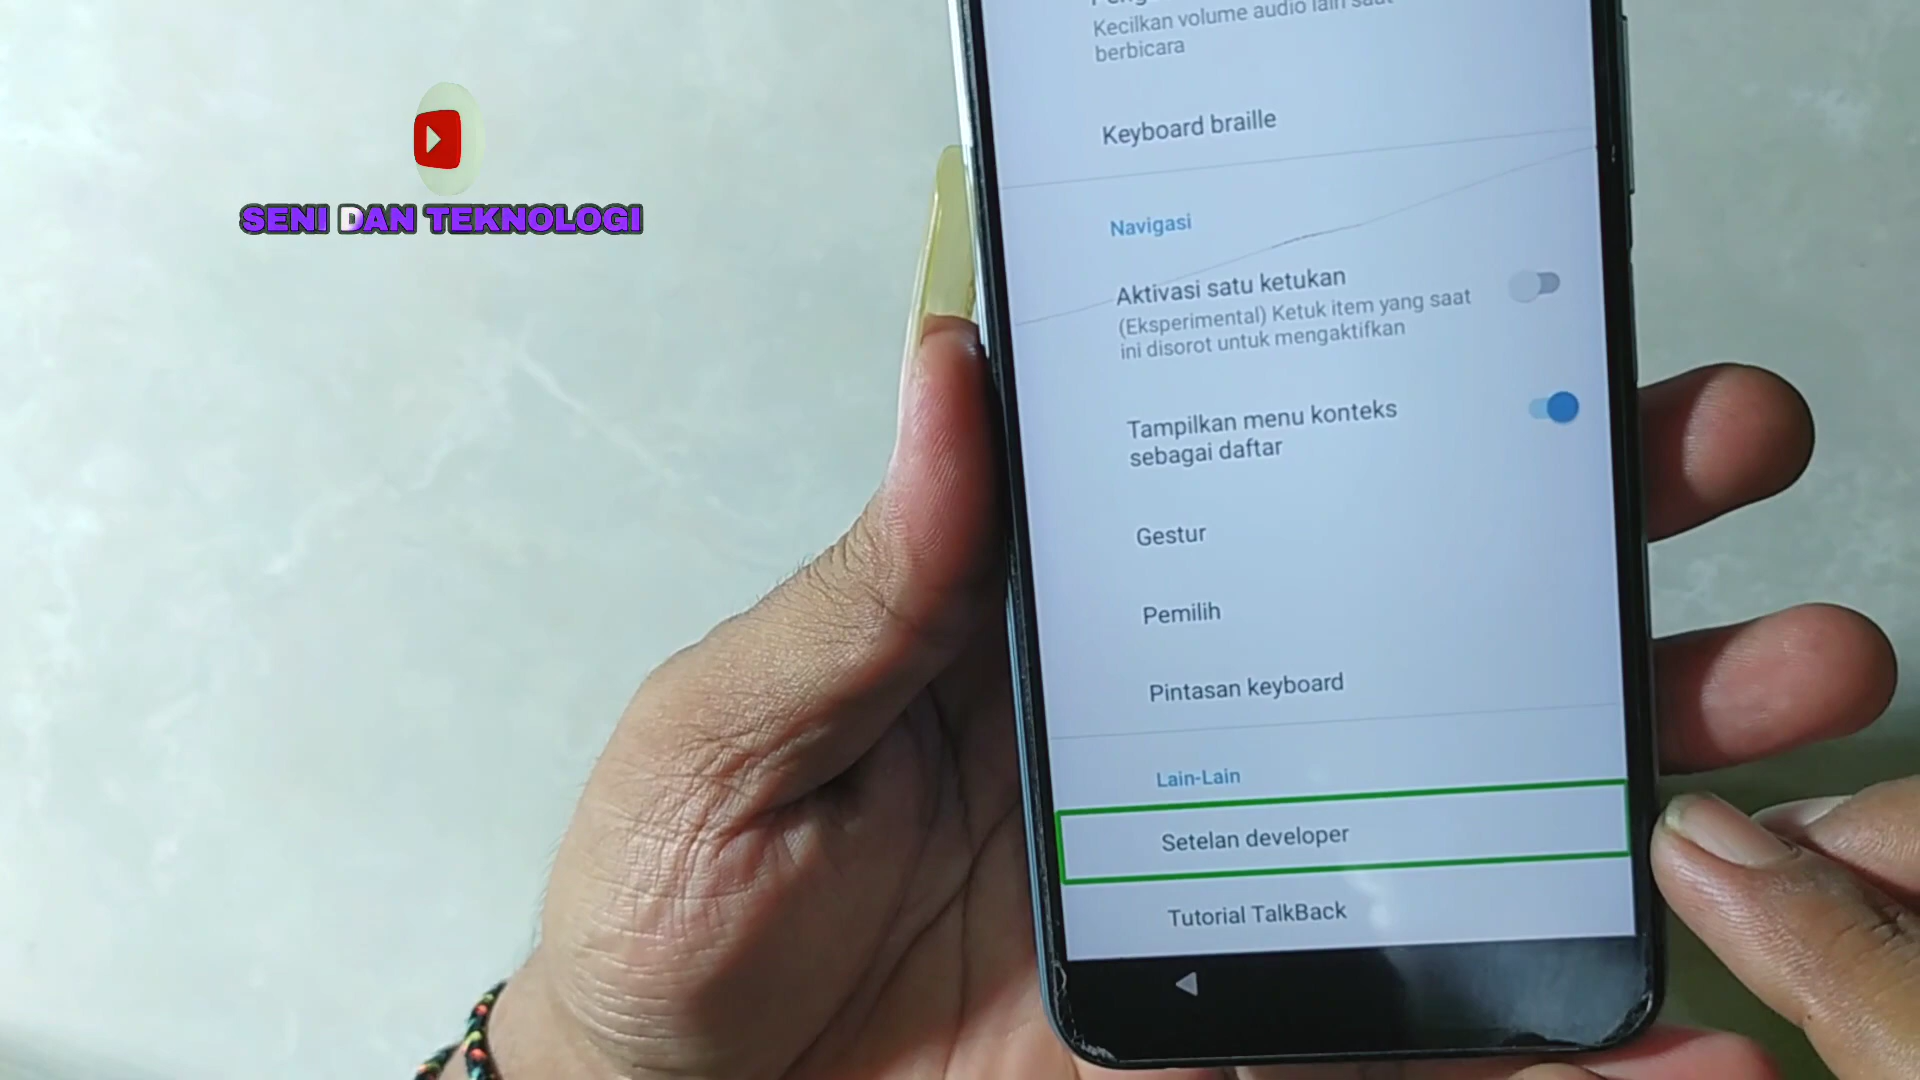 Kecilkan volume audio lain saat
berbicara
Keyboard braille
SENI DAN TEKNOLOGI
Navigasi
Aktivasi satu ketukan
(Eksperimental) Ketuk item yang saat
ini disorot untuk mengaktifkan
Tampilkan menu konteks
sebagai daftar
Gestur
Pemilih
Pintasan keyboard
Lain-Lain
Setelan developer
Tutorial TalkBack